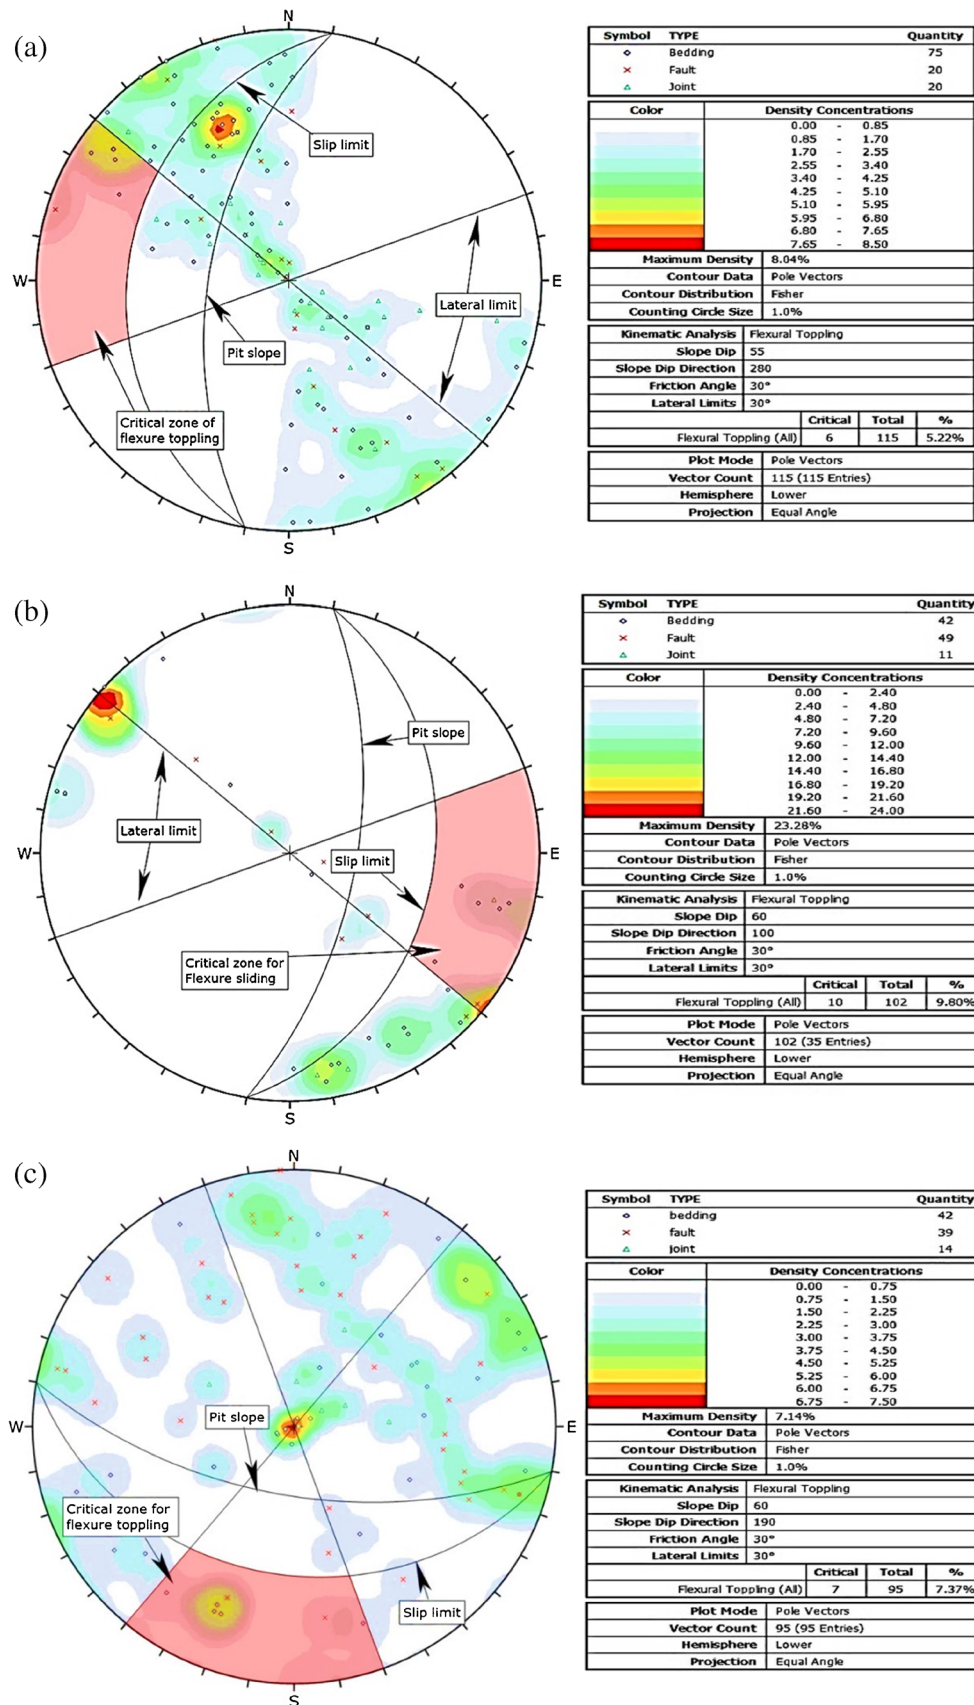 (a)
N
Slip limit
W
E
Lateral limit
Pit slope
Critical zone of
flexure toppling
S
Symbol TYPE Quantity
Bedding 75
Fault 20
Joint 20
Color Density Concentrations
0.00 - 0.85
0.85 - 1.70
1.70 - 2.55
2.55 - 3.40
3.40 - 4.25
4.25 - 5.10
5.10 - 5.95
5.95 - 6.80
6.80 - 7.65
7.65 - 8.50
Maximum Density 8.04%
Contour Data Pole Vectors
Contour Distribution Fisher
Counting Circle Size 1.0%
Kinematic Analysis Flexural Toppling
Slope Dip 55
Slope Dip Direction 280
Friction Angle 30°
Lateral Limits 30°
Critical Total %
Flexural Toppling (All) 6 115 5.22%
Plot Mode Pole Vectors
Vector Count 115 (115 Entries)
Hemisphere Lower
Projection Equal Angle
(b)
N
Pit slope
Lateral limit
W
E
Slip limit
Critical zone for
Flexure sliding
S
Symbol TYPE Quantity
Bedding 42
Fault 49
Joint 11
Color Density Concentrations
0.00 - 2.40
2.40 - 4.80
4.80 - 7.20
7.20 - 9.60
9.60 - 12.00
12.00 - 14.40
14.40 - 16.80
16.80 - 19.20
19.20 - 21.60
21.60 - 24.00
Maximum Density 23.28%
Contour Data Pole Vectors
Contour Distribution Fisher
Counting Circle Size 1.0%
Kinematic Analysis Flexural Toppling
Slope Dip 60
Slope Dip Direction 100
Friction Angle 30°
Lateral Limits 30°
Critical Total %
Flexural Toppling (All) 10 102 9.80%
Plot Mode Pole Vectors
Vector Count 102 (35 Entries)
Hemisphere Lower
Projection Equal Angle
(c)
N
W
E
Pit slope
Critical zone for
flexure toppling
Slip limit
S
Symbol TYPE Quantity
bedding 42
fault 39
joint 14
Color Density Concentrations
0.00 - 0.75
0.75 - 1.50
1.50 - 2.25
2.25 - 3.00
3.00 - 3.75
3.75 - 4.50
4.50 - 5.25
5.25 - 6.00
6.00 - 6.75
6.75 - 7.50
Maximum Density 7.14%
Contour Data Pole Vectors
Contour Distribution Fisher
Counting Circle Size 1.0%
Kinematic Analysis Flexural Toppling
Slope Dip 60
Slope Dip Direction 190
Friction Angle 30°
Lateral Limits 30°
Critical Total %
Flexural Toppling (All) 7 95 7.37%
Plot Mode Pole Vectors
Vector Count 95 (95 Entries)
Hemisphere Lower
Projection Equal Angle